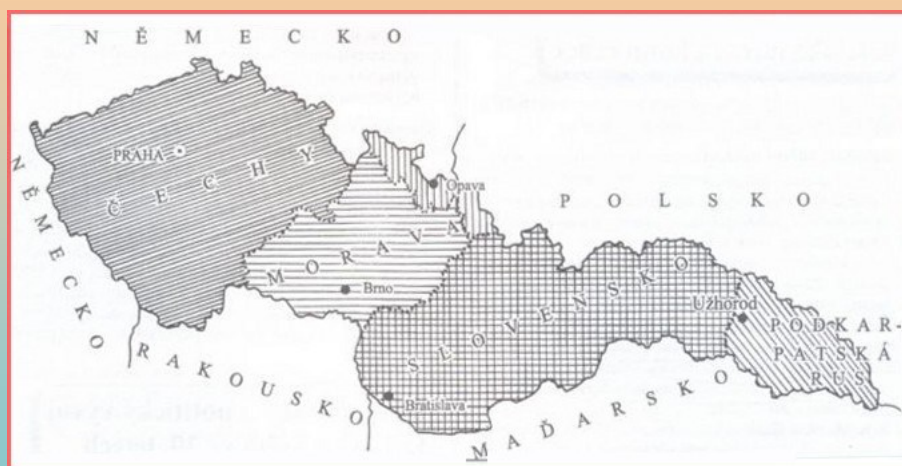 NĚMECKO
NĚMECKO
PRAHA
ČECHY
Opava
POLSKO
MORAVA
Brno
SLOVENSKO
Užhorod
PODKAR-
PATSKÁ
RUS
RAKOUSKO
Bratislava
MAĎARSKO